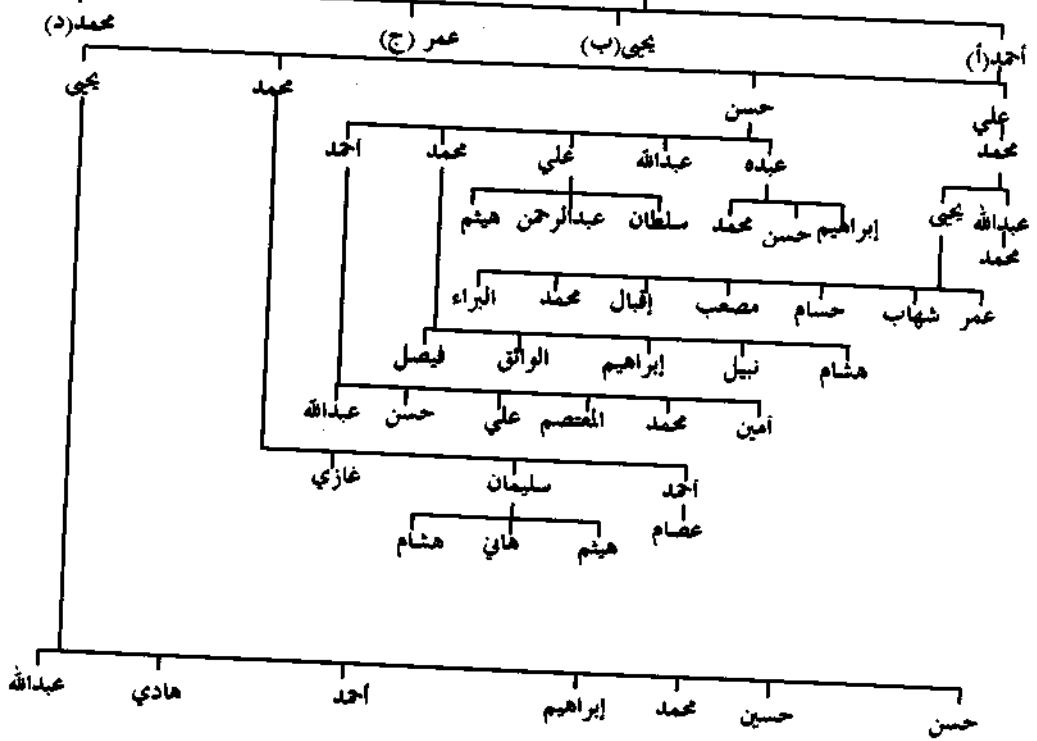 أحمد(أ) يحيى(ب) عمر (ج) محمد(د)
علي حسن محمد يحيى
محمد عبده عبدالله علي محمد أحمد
عبدالله يحيى إبراهيم حسن محمد سلطان عبدالرحمن هيثم
محمد
عمر شهاب حسام مصعب إقبال محمد البراء
هشام نبيل إبراهيم الواثق فيصل
أمين محمد المعتصم علي حسن عبدالله
أحمد سليمان غازي
عصام هيثم هاني هشام
حسن حسين محمد إبراهيم أحمد هادي عبدالله